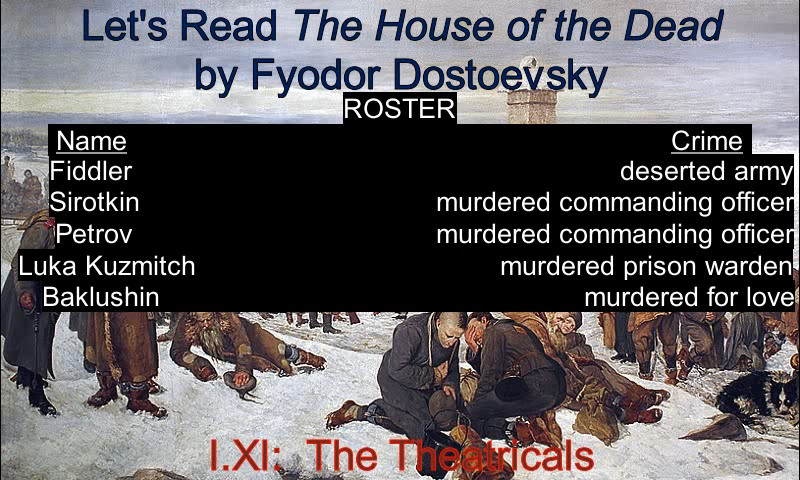 Let's Read The House of the Dead
by Fyodor Dostoevsky
ROSTER
Name Crime
Fiddler deserted army
Sirotkin murdered commanding officer
Petrov murdered commanding officer
Luka Kuzmitch murdered prison warden
Baklushin murdered for love
I.XI: The Theatricals